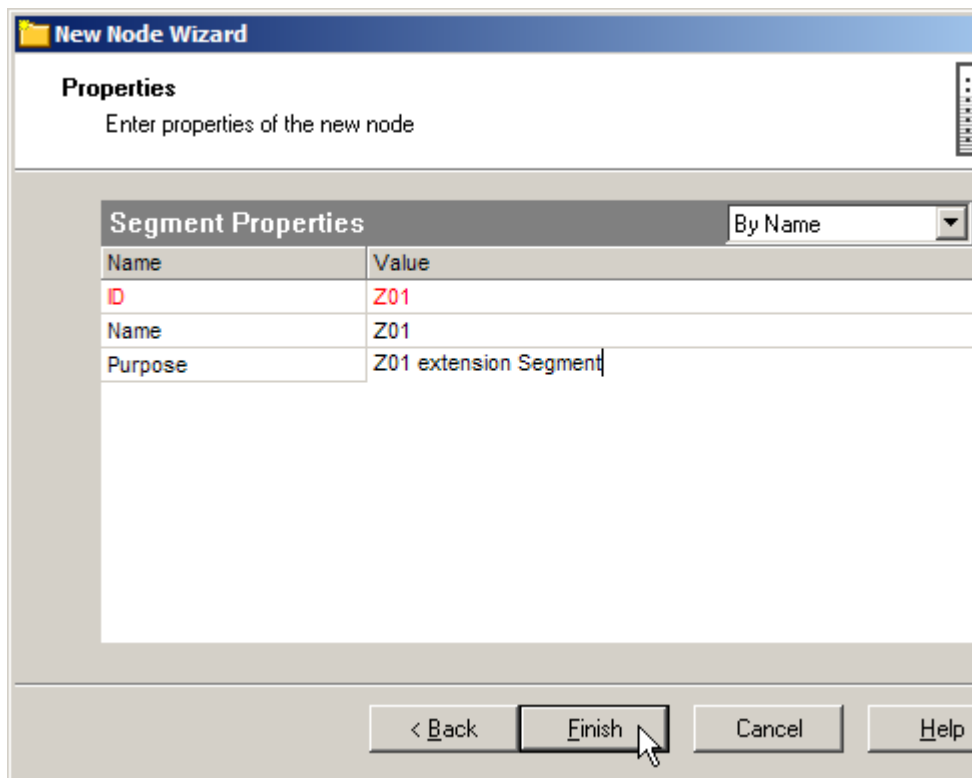 New Node Wizard
Properties
Enter properties of the new node
Segment Properties By Name
Name Value
ID Z01
Name Z01
Purpose Z01 extension Segment
< Back Finish Cancel Help